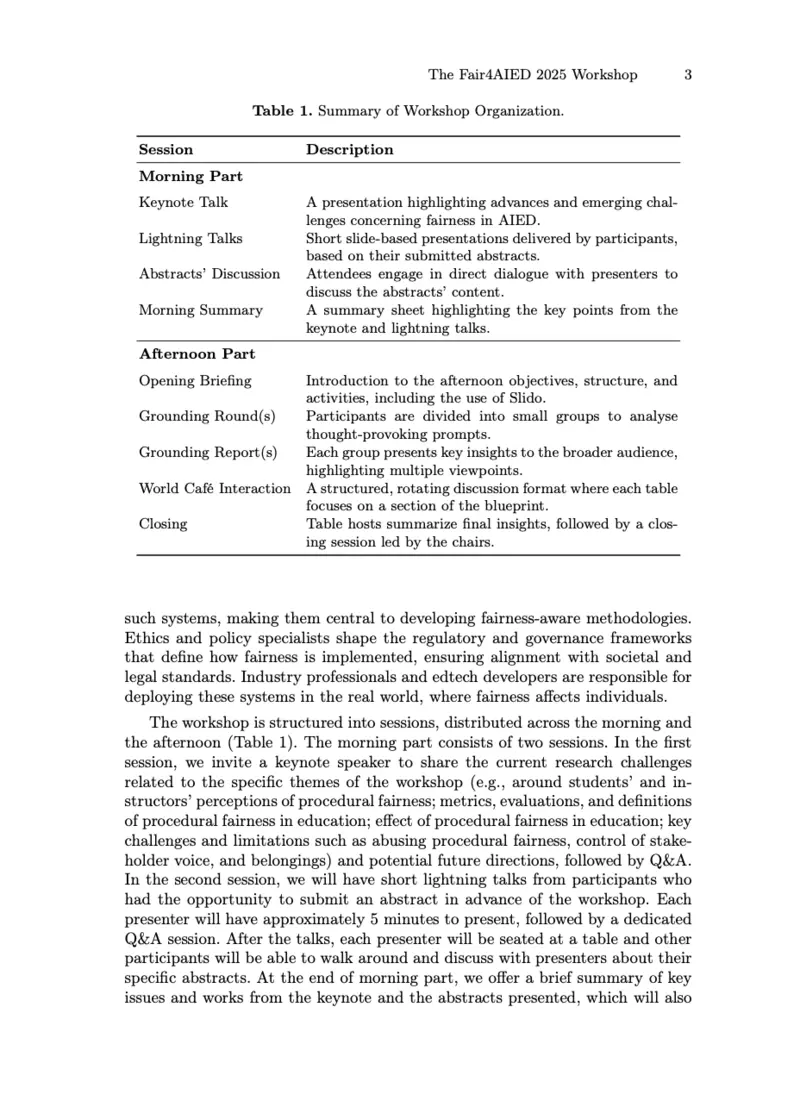 The Fair4AIED 2025 Workshop 3
Table 1. Summary of Workshop Organization.
Session Description
Morning Part
Keynote Talk A presentation highlighting advances and emerging chal-
lenges concerning fairness in AIED.
Lightning Talks Short slide-based presentations delivered by participants,
based on their submitted abstracts.
Abstracts' Discussion Attendees engage in direct dialogue with presenters to
discuss the abstracts' content.
Morning Summary A summary sheet highlighting the key points from the
keynote and lightning talks.
Afternoon Part
Opening Briefing Introduction to the afternoon objectives, structure, and
activities, including the use of Slido.
Grounding Round(s) Participants are divided into small groups to analyse
thought-provoking prompts.
Grounding Report(s) Each group presents key insights to the broader audience,
highlighting multiple viewpoints.
World Café Interaction A structured, rotating discussion format where each table
focuses on a section of the blueprint.
Closing Table hosts summarize final insights, followed by a clos-
ing session led by the chairs.
such systems, making them central to developing fairness-aware methodologies.
Ethics and policy specialists shape the regulatory and governance frameworks
that define how fairness is implemented, ensuring alignment with societal and
legal standards. Industry professionals and edtech developers are responsible for
deploying these systems in the real world, where fairness affects individuals.
The workshop is structured into sessions, distributed across the morning and
the afternoon (Table 1). The morning part consists of two sessions. In the first
session, we invite a keynote speaker to share the current research challenges
related to the specific themes of the workshop (e.g., around students' and in-
structors' perceptions of procedural fairness; metrics, evaluations, and definitions
of procedural fairness in education; effect of procedural fairness in education; key
challenges and limitations such as abusing procedural fairness, control of stake-
holder voice, and belongings) and potential future directions, followed by Q&A.
In the second session, we will have short lightning talks from participants who
had the opportunity to submit an abstract in advance of the workshop. Each
presenter will have approximately 5 minutes to present, followed by a dedicated
Q&A session. After the talks, each presenter will be seated at a table and other
participants will be able to walk around and discuss with presenters about their
specific abstracts. At the end of morning part, we offer a brief summary of key
issues and works from the keynote and the abstracts presented, which will also